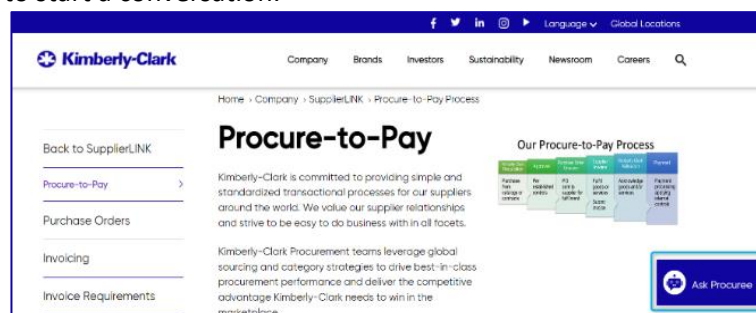 to start a conversation.
Language Global Locations
Kimberly-Clark
Company Brands Investors Sustainability Newsroom Careers
Home › Company › SupplierLINK › Procure-to-Pay Process
Back to SupplierLINK
Procure-to-Pay
Purchase Orders
Invoicing
Invoice Requirements
Procure-to-Pay
Kimberly-Clark is committed to providing simple and
standardized transactional processes for our suppliers
around the world. We value our supplier relationships
and strive to be easy to do business with in all facets.
Kimberly-Clark Procurement teams leverage global
sourcing and category strategies to drive best-in-class
procurement performance and deliver the competitive
advantage Kimberly-Clark needs to win in the
marketplace.
Our Procure-to-Pay Process
Ask Procuree